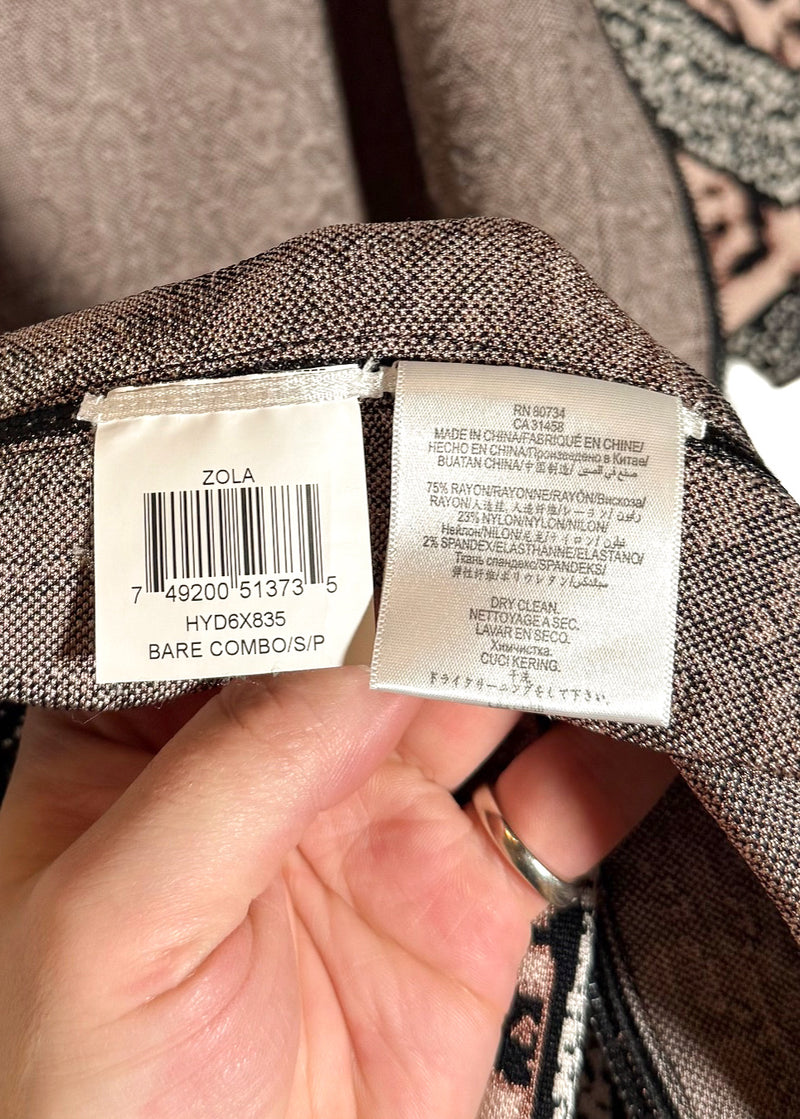 ZOLA
7 49200 51373 5
HYD6X835
BARE COMBO/S/P
RN 80734
CA 31458
MADE IN CHINA/FABRIQUÉ EN CHINE/
HECHO EN CHINA/Произведено в Китае/
BUATAN CHINA/中国制造/صنع في الصين
75% RAYON/RAYONNE/RAYÓN/Вискоза/
RAYON/人造丝, 人造纤维/レーヨン/رايون
23% NYLON/NYLON/NILON/
Нейлон/NILON/尼龙/ナイロン/نايلون
2% SPANDEX/ELASTHANNE/ELASTANO/
Ткань спандекс/SPANDEKS/
弹性纤维/ポリウレタン/سباندكس
DRY CLEAN.
NETTOYAGE A SEC.
LAVAR EN SECO.
Химчистка.
CUCI KERING.
干洗
ドライクリーニングをして下さい。